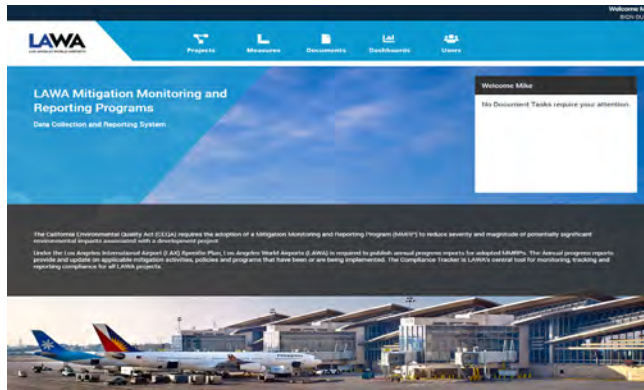 Welcome M
SIGN OU
LAWA
LOS ANGELES WORLD AIRPORTS
Projects
Measures
Documents
Dashboards
Users
LAWA Mitigation Monitoring and
Reporting Programs
Data Collection and Reporting System
Welcome Mike
No Document Tasks require your attention.
The California Environmental Quality Act (CEQA) requires the adoption of a Mitigation Monitoring and Reporting Program (MMRP) to reduce severity and magnitude of potentially significant
environmental impacts associated with a development project
Under the Los Angeles International Airport (LAX) Specific Plan, Los Angeles World Airports (LAWA) is required to publish annual progress reports for adopted MMRPs. The Annual progress reports
provide and update on applicable mitigation activities, policies and programs that have been or are being implemented. The Compliance Tracker is LAWA's central tool for monitoring, tracking and
reporting compliance for all LAWA projects.